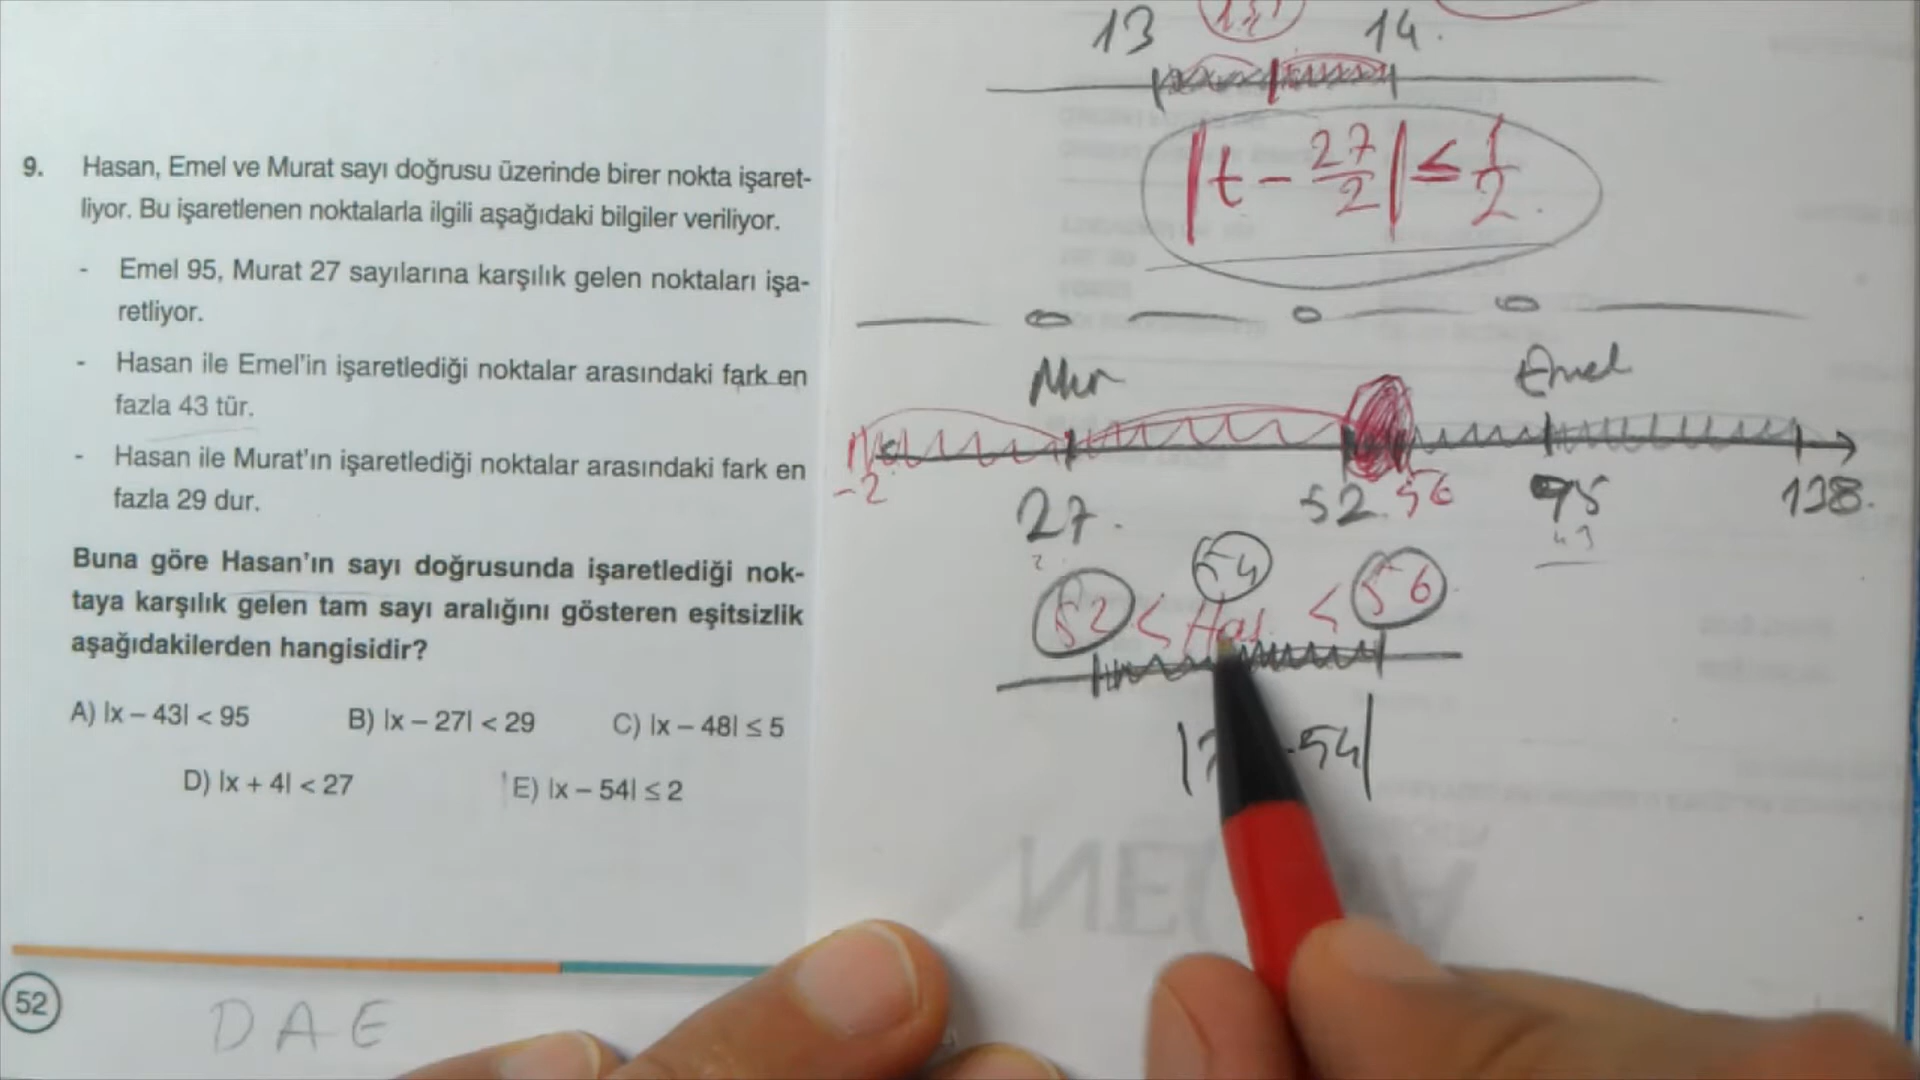 9. Hasan, Emel ve Murat sayı doğrusu üzerinde birer nokta işaret-
liyor. Bu işaretlenen noktalarla ilgili aşağıdaki bilgiler veriliyor.
- Emel 95, Murat 27 sayılarına karşılık gelen noktaları işa-
retliyor.
- Hasan ile Emel'in işaretlediği noktalar arasındaki fark en
fazla 43 tür.
- Hasan ile Murat'ın işaretlediği noktalar arasındaki fark en
fazla 29 dur.
Buna göre Hasan'ın sayı doğrusunda işaretlediği nok-
taya karşılık gelen tam sayı aralığını gösteren eşitsizlik
aşağıdakilerden hangisidir?
A) |x – 43| < 95 B) |x – 27| < 29 C) |x – 48| ≤ 5
D) |x + 4| < 27 E) |x – 54| ≤ 2
52
D A E
13 14.
|t - 27/2| ≤ 1/2.
Mur Emel
-2 27. 52. 56 95 138.
43
54
52 < Has. < 56
-54|